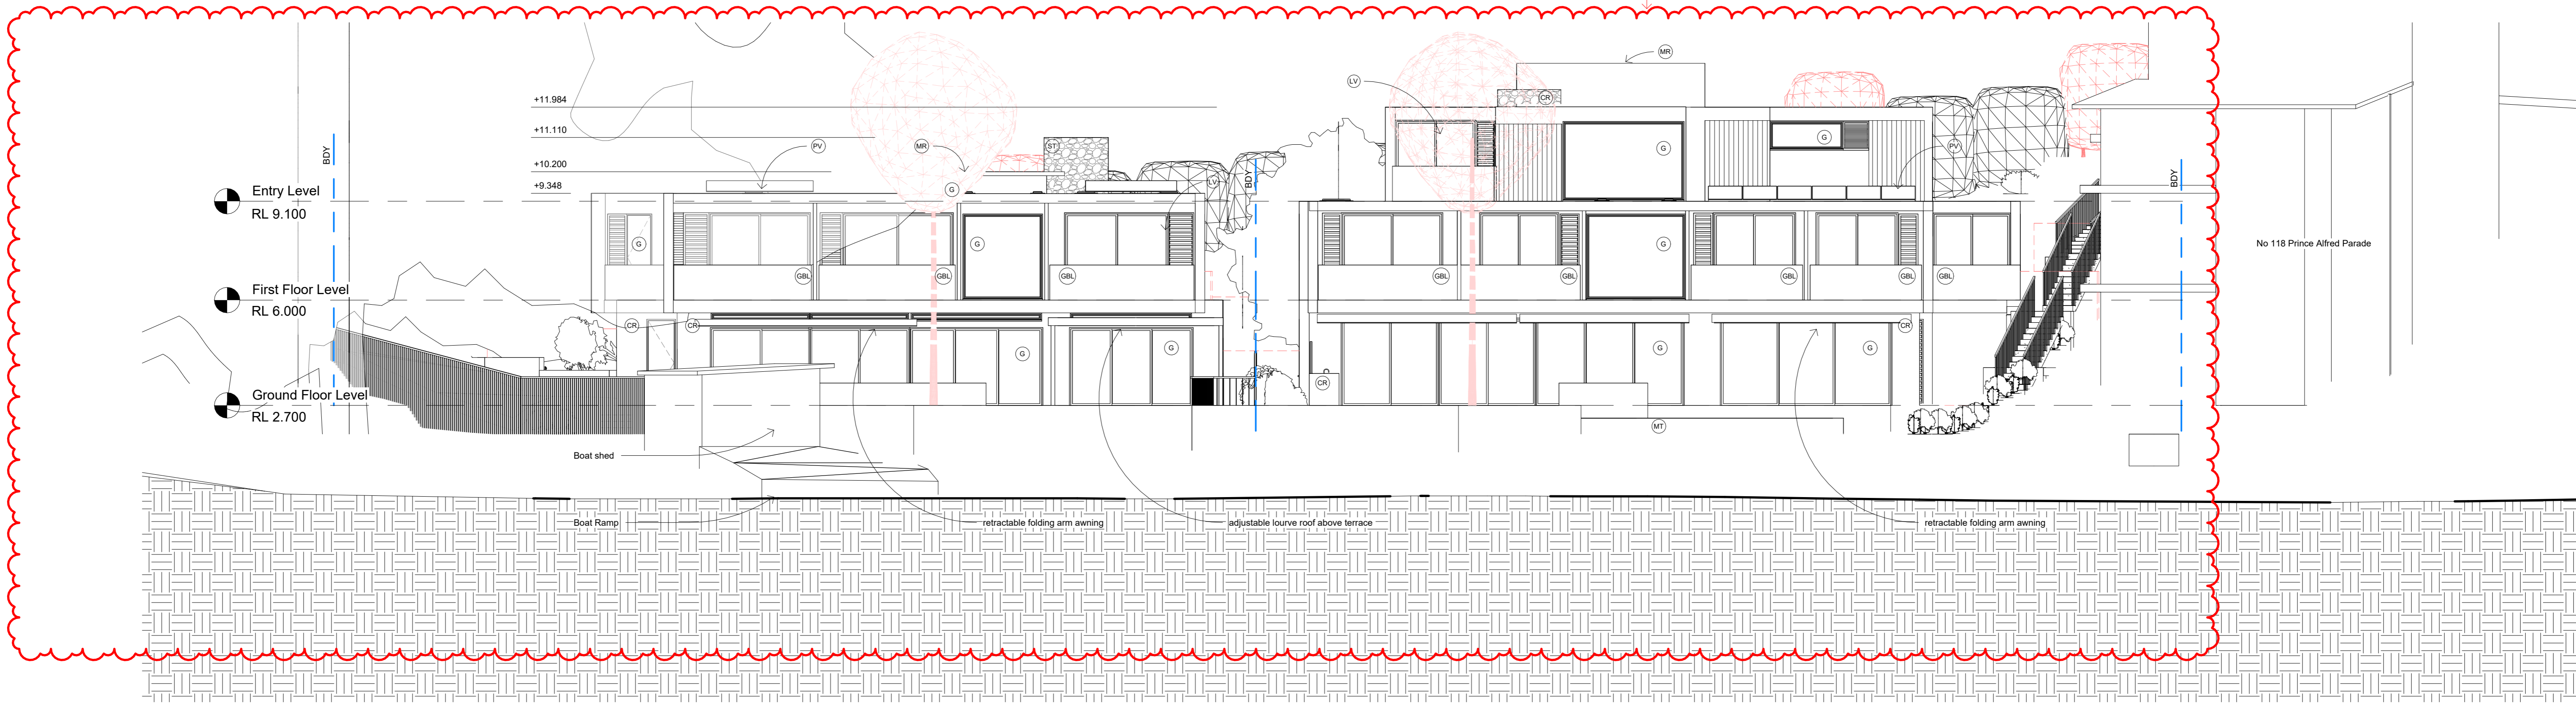 MR
LV
CR
+11.984
+11.110
+10.200
+9.348
PV
MR
ST
G
LV
G
G
PV
BDY
BDY
BDY
Entry Level
RL 9.100
G
G
G
No 118 Prince Alfred Parade
GBL
GBL
GBL
GBL
GBL
GBL
GBL
GBL
First Floor Level
RL 6.000
CR
CR
CR
G
G
G
G
CR
Ground Floor Level
RL 2.700
MT
Boat shed
Boat Ramp
retractable folding arm awning
adjustable lourve roof above terrace
retractable folding arm awning